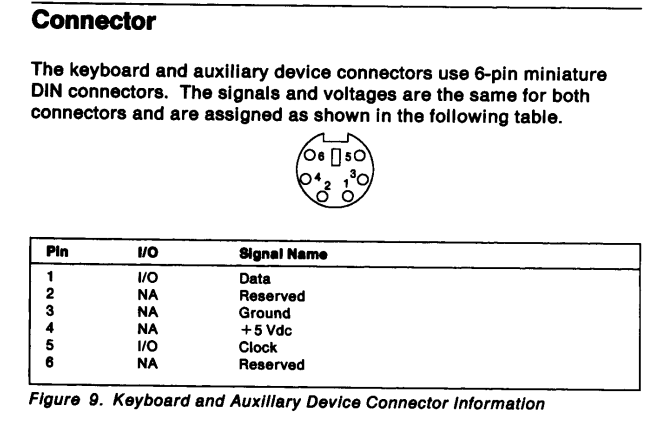 Connector
The keyboard and auxiliary device connectors use 6-pin miniature
DIN connectors. The signals and voltages are the same for both
connectors and are assigned as shown in the following table.
6 5
4 3
2 1
Pin I/O Signal Name
1 I/O Data
2 NA Reserved
3 NA Ground
4 NA +5 Vdc
5 I/O Clock
6 NA Reserved
Figure 9. Keyboard and Auxiliary Device Connector Information